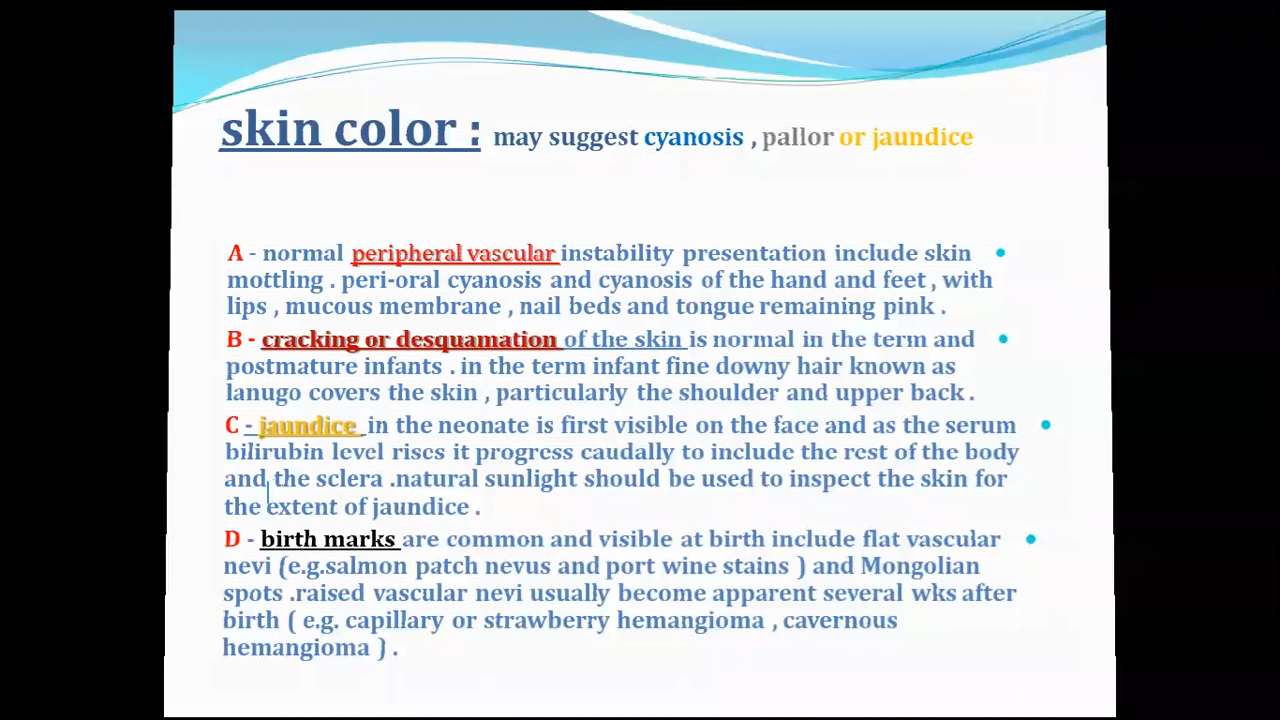 skin color : may suggest cyanosis , pallor or jaundice
A - normal peripheral vascular instability presentation include skin
mottling . peri-oral cyanosis and cyanosis of the hand and feet , with
lips , mucous membrane , nail beds and tongue remaining pink .
B - cracking or desquamation of the skin is normal in the term and
postmature infants . in the term infant fine downy hair known as
lanugo covers the skin , particularly the shoulder and upper back .
C - jaundice in the neonate is first visible on the face and as the serum
bilirubin level rises it progress caudally to include the rest of the body
and the sclera .natural sunlight should be used to inspect the skin for
the extent of jaundice .
D - birth marks are common and visible at birth include flat vascular
nevi (e.g.salmon patch nevus and port wine stains ) and Mongolian
spots .raised vascular nevi usually become apparent several wks after
birth ( e.g. capillary or strawberry hemangioma , cavernous
hemangioma ) .